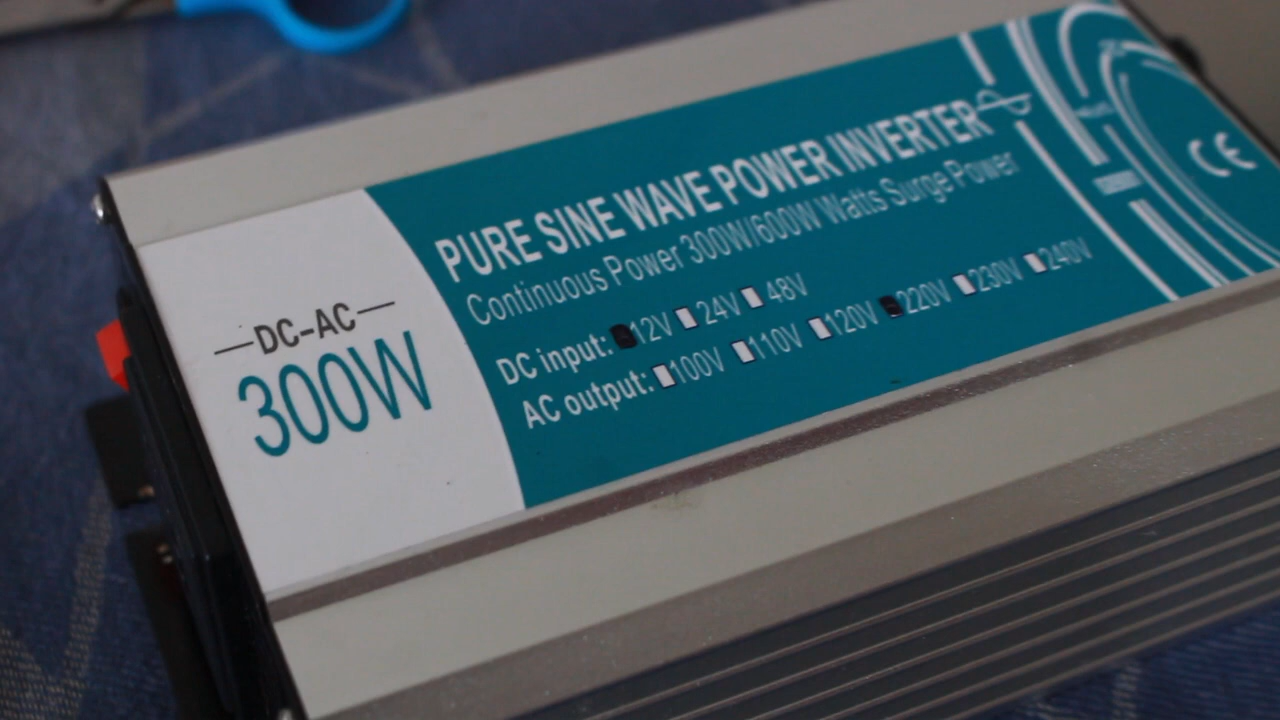 DC-AC
300W
PURE SINE WAVE POWER INVERTER
Continuous Power 300W/600W Watts Surge Power
DC input: 12V 24V 48V
AC output: 100V 110V 120V 220V 230V 240V
CE